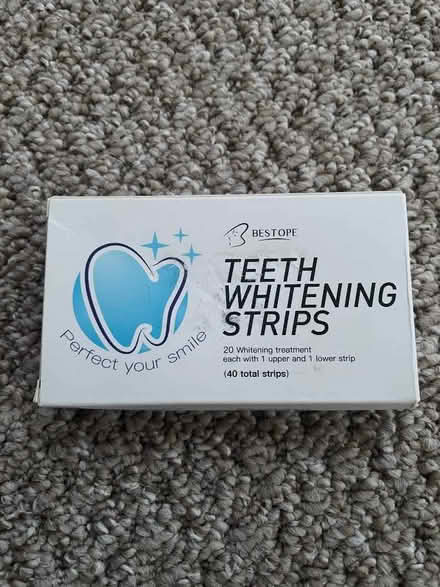 BESTOPE
TEETH
WHITENING
STRIPS
20 Whitening treatment
each with 1 upper and 1 lower strip
(40 total strips)
Perfect your smile